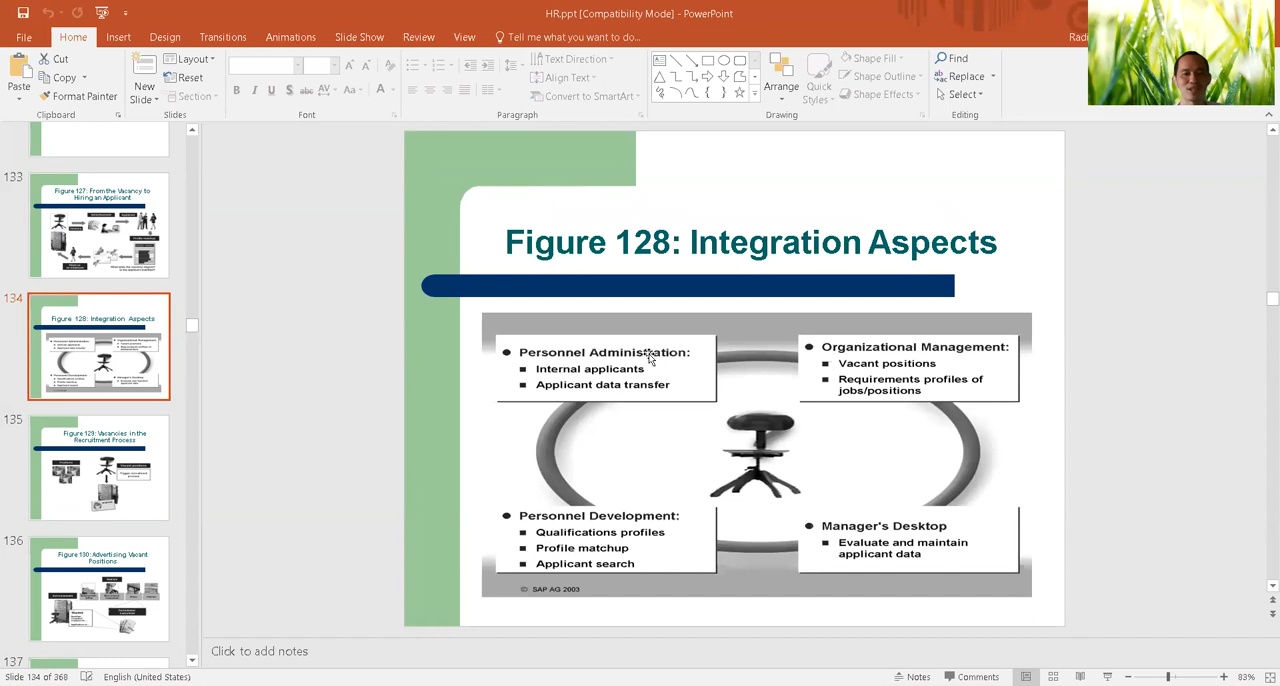 HR.ppt [Compatibility Mode] - PowerPoint
File Home Insert Design Transitions Animations Slide Show Review View Tell me what you want to do...
Paste
Cut
Copy
Format Painter
Clipboard
New
Slide
Layout
Reset
Section
Slides
B I U S abc AV Aa A
Font
Text Direction
Align Text
Convert to SmartArt
Paragraph
Arrange
Quick
Styles
Shape Fill
Shape Outline
Shape Effects
Drawing
Find
Replace
Select
Editing
133
Figure 127: From the Vacancy to
Hiring an Applicant
134
Figure 128: Integration Aspects
135
Figure 129: Vacancies in the
Recruitment Process
136
Figure 130: Advertising Vacant
Positions
137
Figure 128: Integration Aspects
Personnel Administration:
Internal applicants
Applicant data transfer
Organizational Management:
Vacant positions
Requirements profiles of
jobs/positions
Personnel Development:
Qualifications profiles
Profile matchup
Applicant search
Manager's Desktop
Evaluate and maintain
applicant data
© SAP AG 2003
Click to add notes
Slide 134 of 368 English (United States) Notes Comments 83%